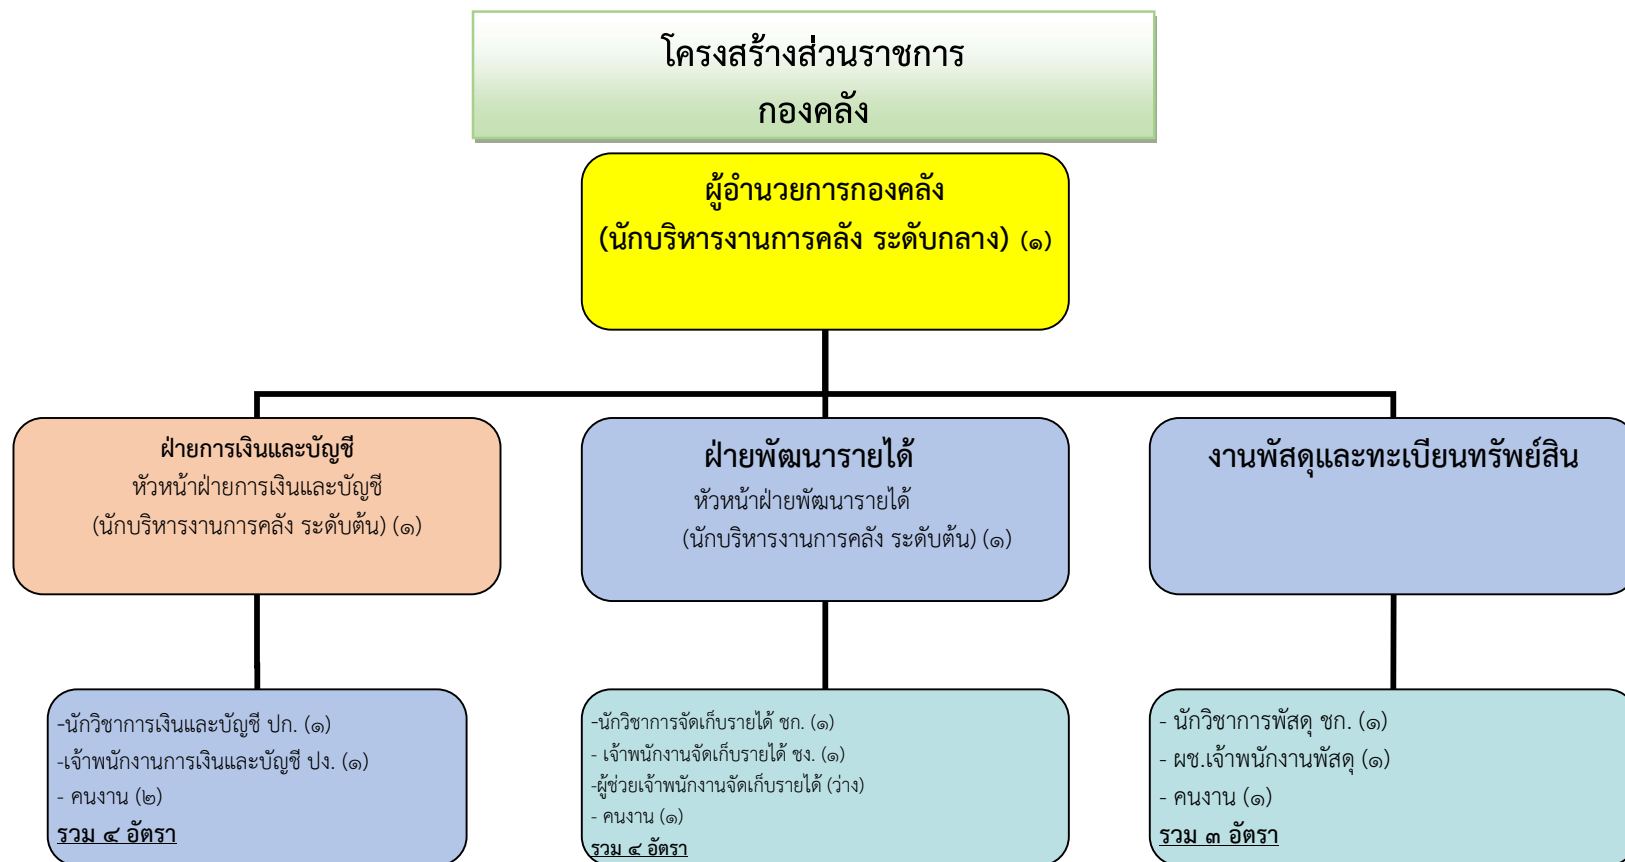 โครงสร้างส่วนราชการ
กองคลัง
ผู้อำนวยการกองคลัง
(นักบริหารงานการคลัง ระดับกลาง) (๑)
ฝ่ายการเงินและบัญชี
หัวหน้าฝ่ายการเงินและบัญชี
(นักบริหารงานการคลัง ระดับต้น) (๑)
ฝ่ายพัฒนารายได้
หัวหน้าฝ่ายพัฒนารายได้
(นักบริหารงานการคลัง ระดับต้น) (๑)
งานพัสดุและทะเบียนทรัพย์สิน
-นักวิชาการเงินและบัญชี ปก. (๑)
-เจ้าพนักงานการเงินและบัญชี ปง. (๑)
- คนงาน (๒)
รวม ๔ อัตรา
-นักวิชาการจัดเก็บรายได้ ชก. (๑)
- เจ้าพนักงานจัดเก็บรายได้ ชง. (๑)
-ผู้ช่วยเจ้าพนักงานจัดเก็บรายได้ (ว่าง)
- คนงาน (๑)
รวม ๔ อัตรา
- นักวิชาการพัสดุ ชก. (๑)
- ผช.เจ้าพนักงานพัสดุ (๑)
- คนงาน (๑)
รวม ๓ อัตรา